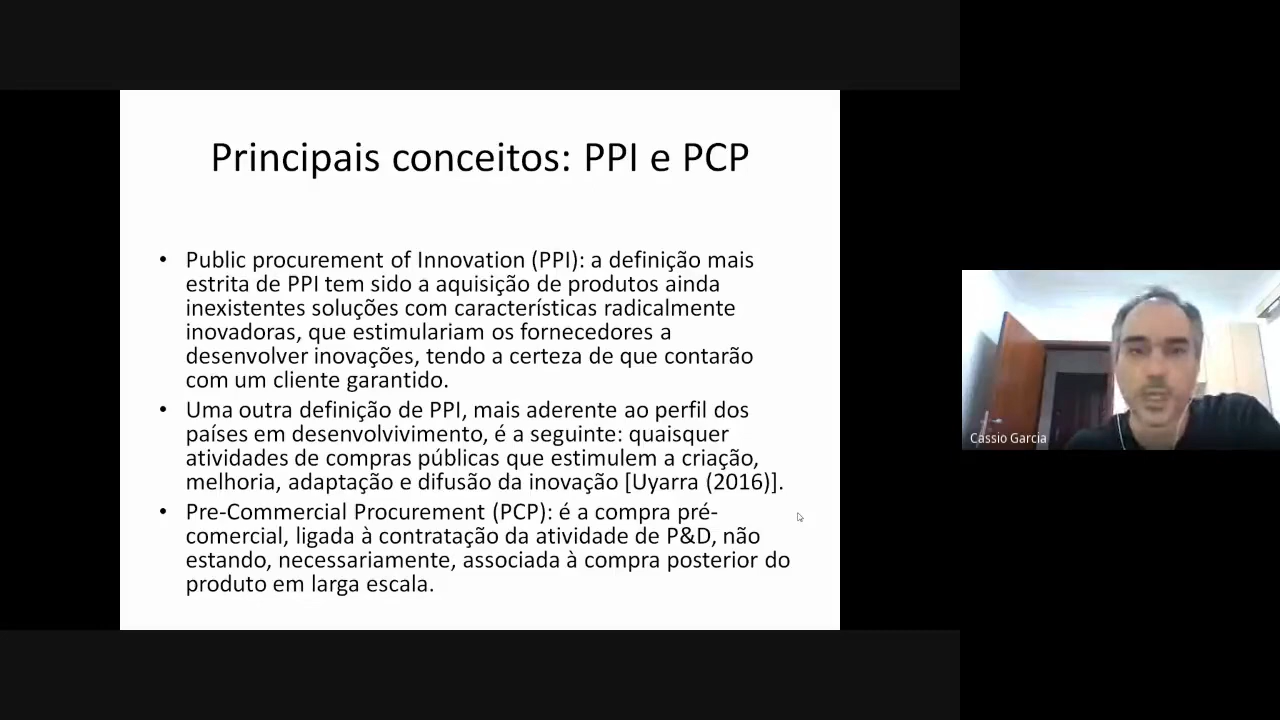 Principais conceitos: PPI e PCP
• Public procurement of Innovation (PPI): a definição mais
estrita de PPI tem sido a aquisição de produtos ainda
inexistentes soluções com características radicalmente
inovadoras, que estimulariam os fornecedores a
desenvolver inovações, tendo a certeza de que contarão
com um cliente garantido.
• Uma outra definição de PPI, mais aderente ao perfil dos
países em desenvolvivimento, é a seguinte: quaisquer
atividades de compras públicas que estimulem a criação,
melhoria, adaptação e difusão da inovação [Uyarra (2016)].
• Pre-Commercial Procurement (PCP): é a compra pré-
comercial, ligada à contratação da atividade de P&D, não
estando, necessariamente, associada à compra posterior do
produto em larga escala.
Cassio Garcia